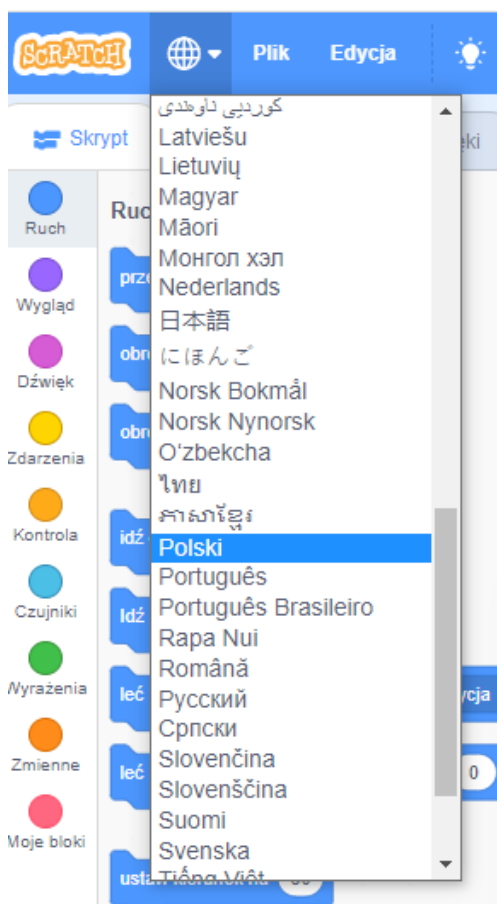 SCRATCH
Plik
Edycja
Skrypt
Ruch
Wygląd
Dźwięk
Zdarzenia
Kontrola
Czujniki
Wyrażenia
Zmienne
Moje bloki
کوردیی ناوەندی
Latviešu
Lietuvių
Magyar
Māori
Монгол хэл
Nederlands
日本語
にほんご
Norsk Bokmål
Norsk Nynorsk
Oʻzbekcha
ไทย
ភាសាខ្មែរ
Polski
Português
Português Brasileiro
Rapa Nui
Română
Русский
Српски
Slovenčina
Slovenščina
Suomi
Svenska
Tiếng Việt
idź
Idź
leć
leć
0